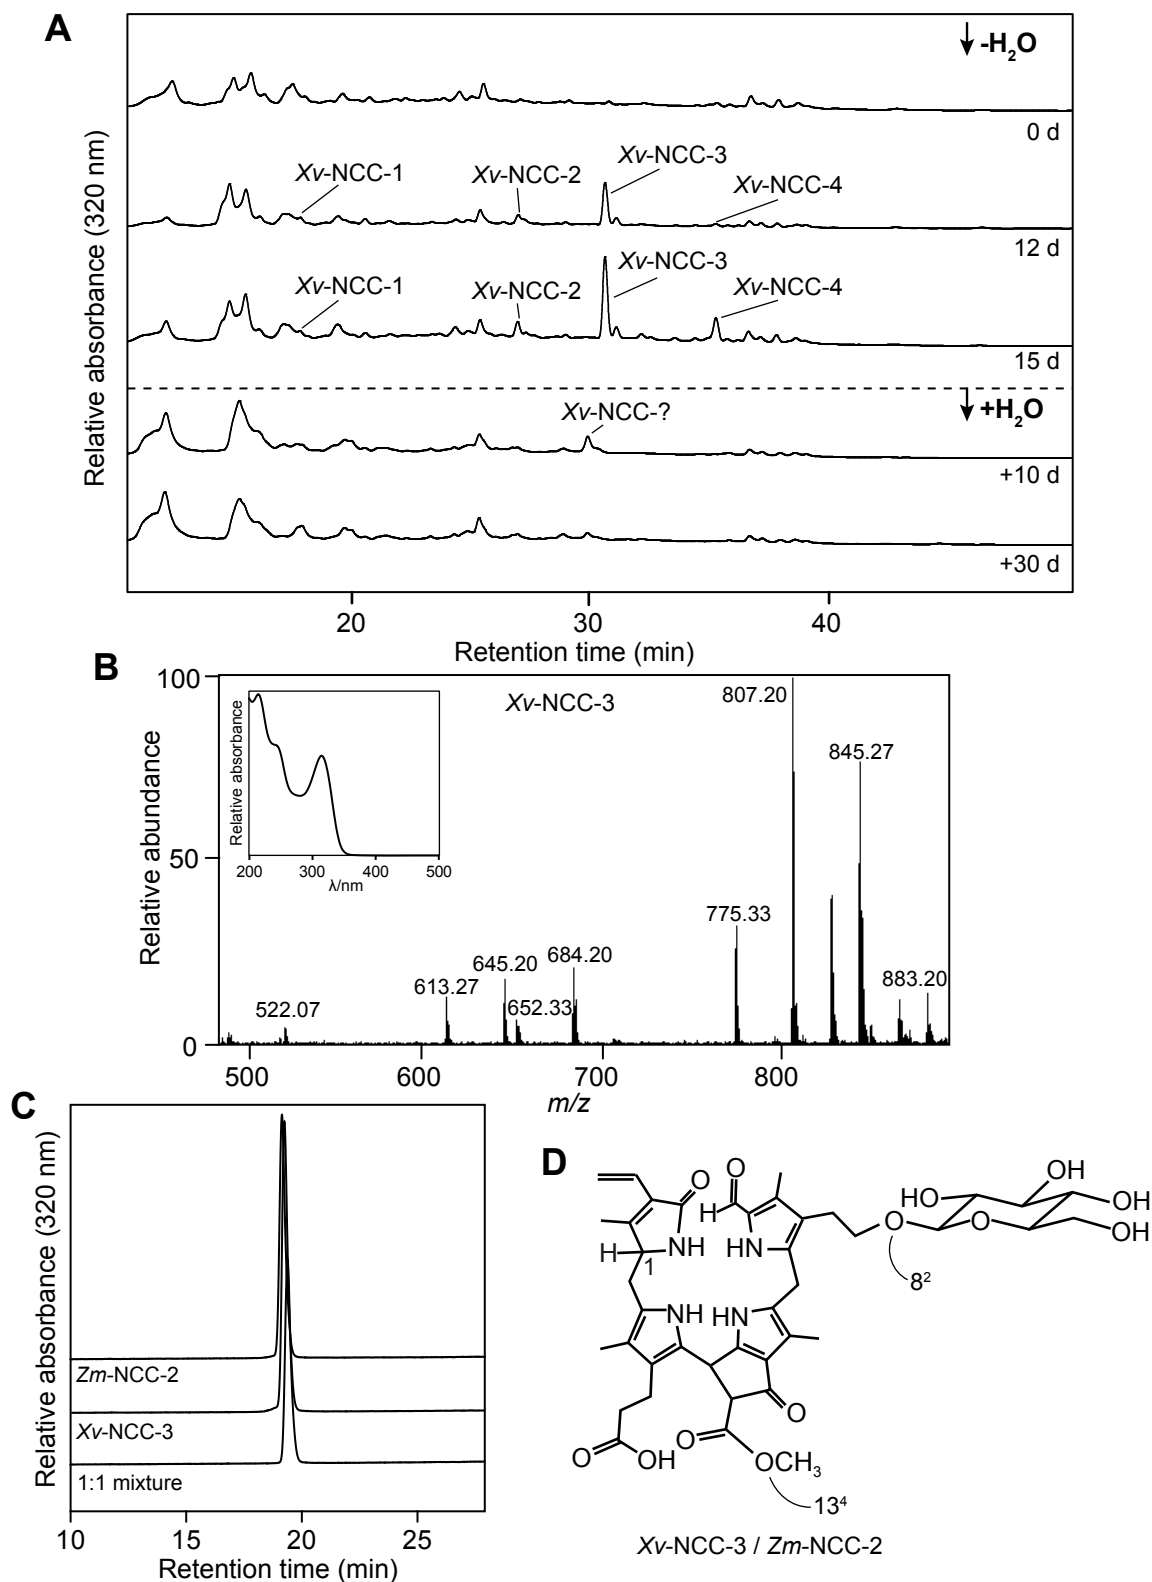 A
-H₂O
0 d
Xv-NCC-1
Xv-NCC-2
Xv-NCC-3
Xv-NCC-4
12 d
Xv-NCC-1
Xv-NCC-2
Xv-NCC-3
Xv-NCC-4
15 d
+H₂O
Xv-NCC-?
+10 d
+30 d
Relative absorbance (320 nm)
20 30 40
Retention time (min)
B
100
50
0
Relative abundance
Xv-NCC-3
Relative absorbance
200 300 400 500
λ/nm
522.07
613.27
645.20
652.33
684.20
775.33
807.20
845.27
883.20
500 600 700 800
m/z
C
Relative absorbance (320 nm)
Zm-NCC-2
Xv-NCC-3
1:1 mixture
10 15 20 25
Retention time (min)
D
O
O
H
NH
HN
H
1
NH
HN
O
8²
HO
OH
O
OH
OH
O
O
OH
O
OCH₃
13⁴
Xv-NCC-3 / Zm-NCC-2